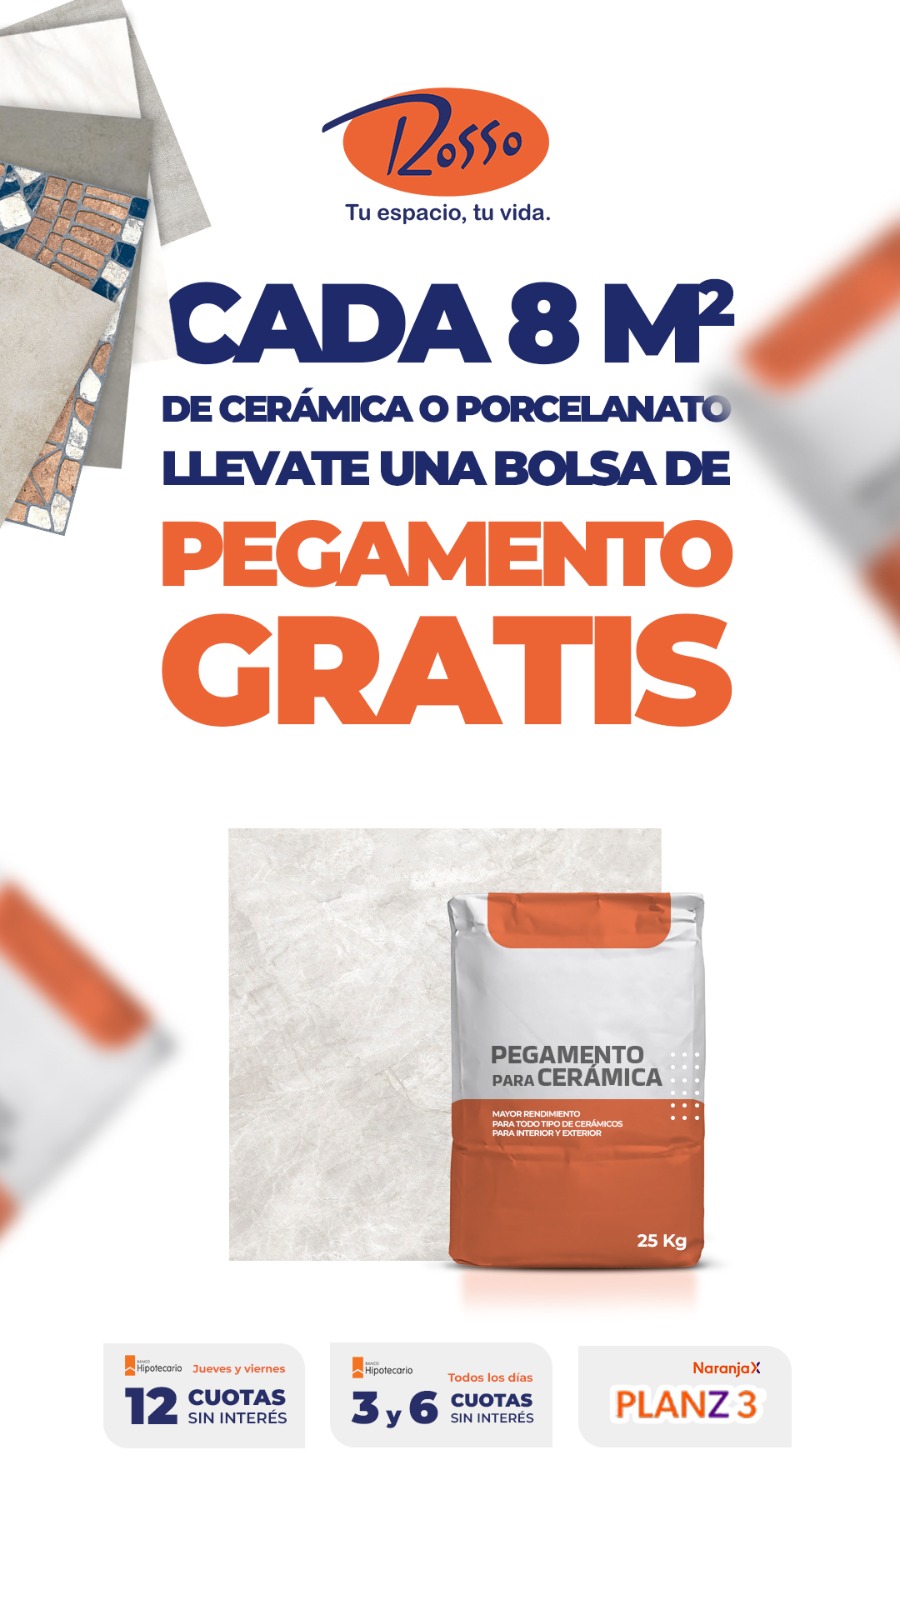 Rosso
Tu espacio, tu vida.
CADA 8 M²
DE CERÁMICA O PORCELANATO
LLEVATE UNA BOLSA DE
PEGAMENTO
GRATIS
PEGAMENTO
PARA CERÁMICA
MAYOR RENDIMIENTO
PARA TODO TIPO DE CERÁMICOS
PARA INTERIOR Y EXTERIOR
25 Kg
BANCO
Hipotecario
Jueves y viernes
12 CUOTAS
SIN INTERÉS
BANCO
Hipotecario
Todos los días
3 y 6 CUOTAS
SIN INTERÉS
NaranjaX
PLANZ 3